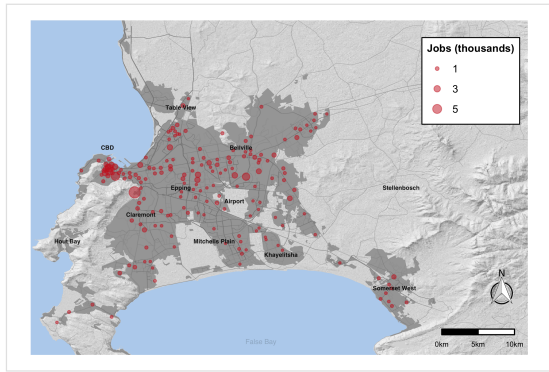 Jobs (thousands)
1
3
5
Table View
CBD
Bellville
Epping
Stellenbosch
Airport
Claremont
Hout Bay
Mitchells Plain
Khayelitsha
Somerset West
N
0km 5km 10km
False Bay